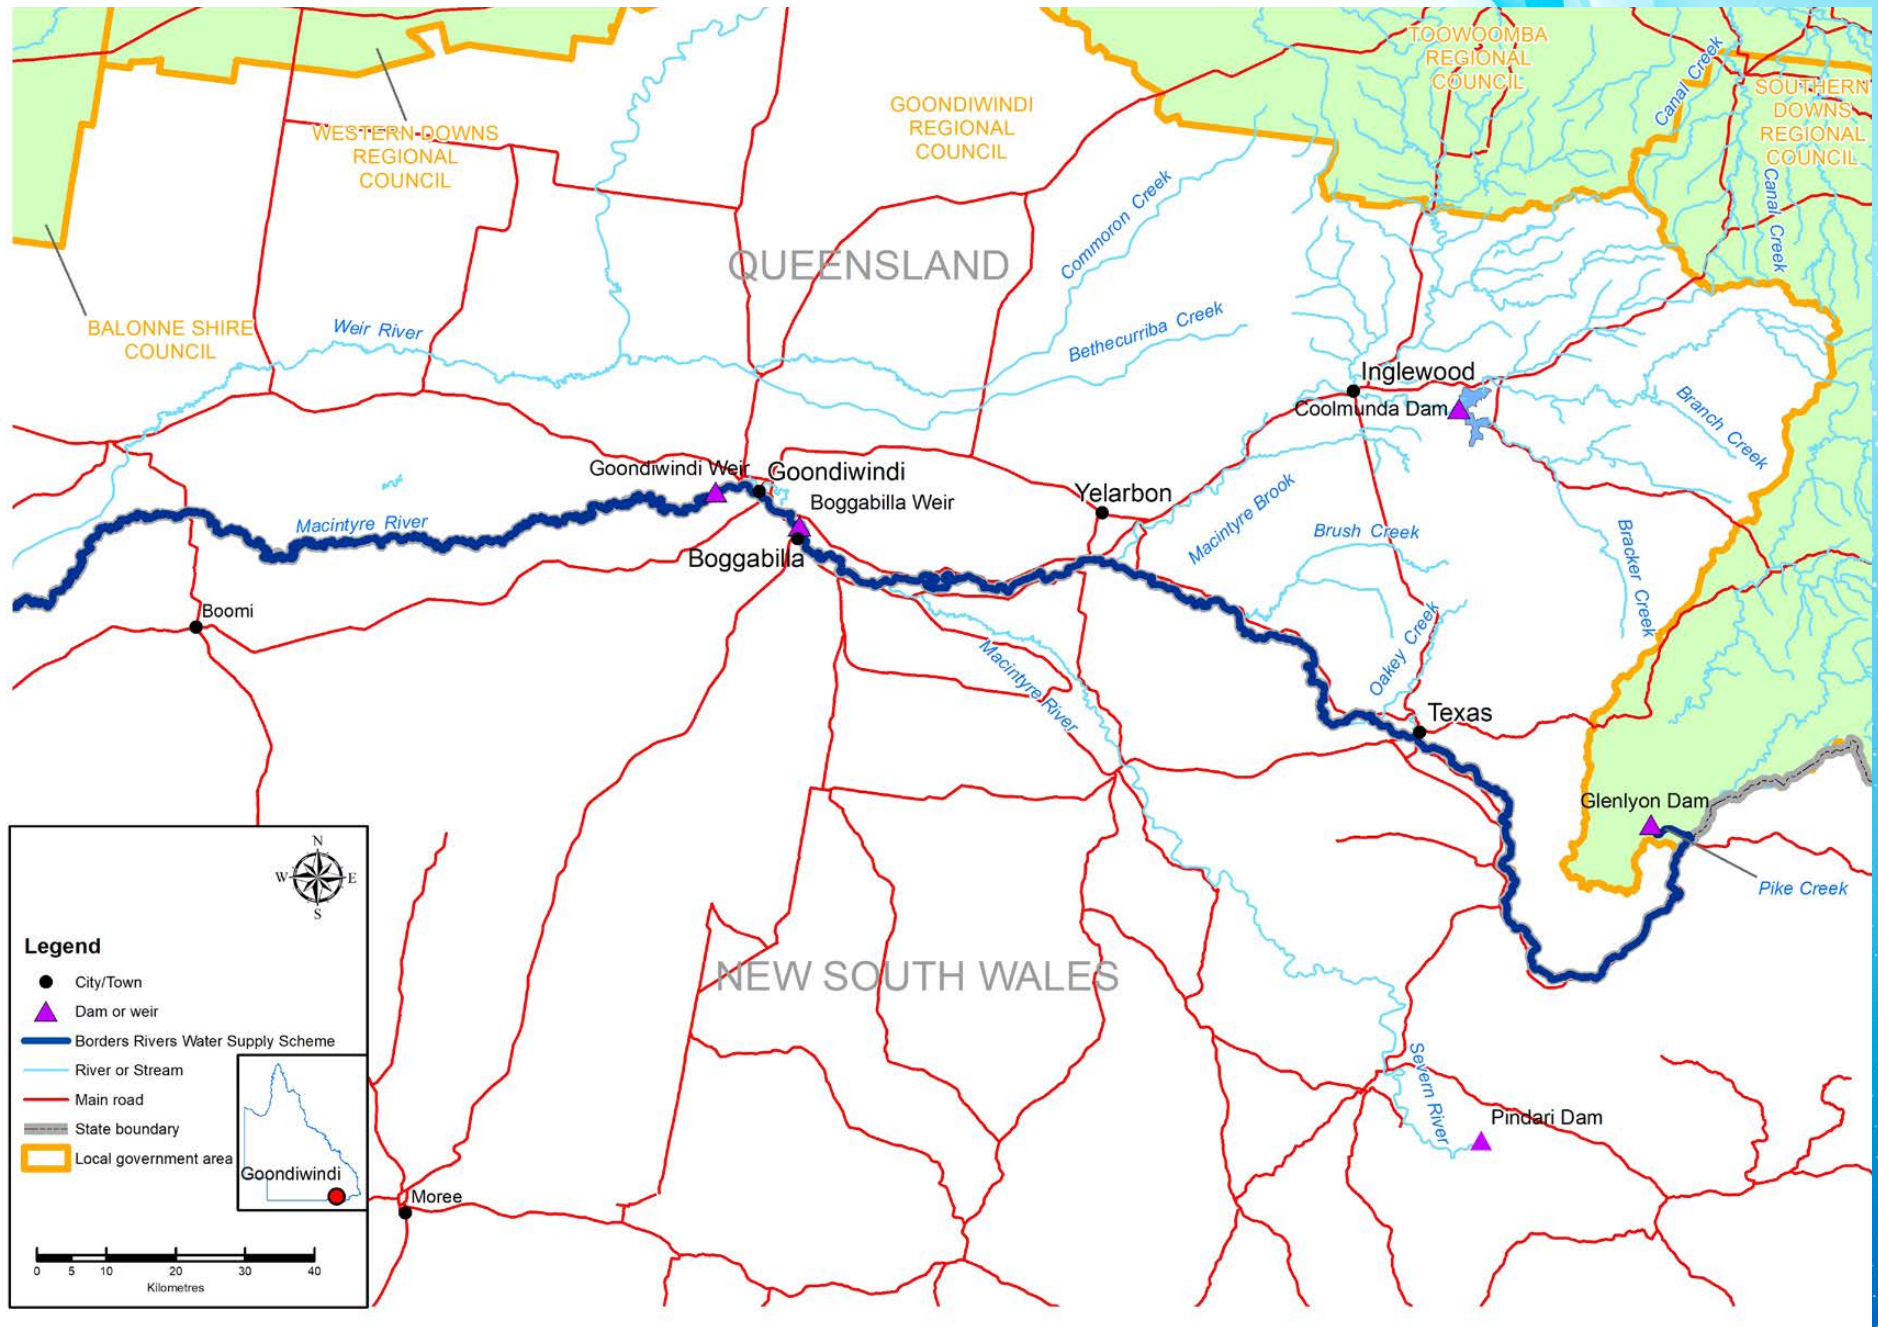 TOOWOOMBA
REGIONAL
COUNCIL
Canal Creek
SOUTHERN
DOWNS
REGIONAL
COUNCIL
Canal Creek
WESTERN DOWNS
REGIONAL
COUNCIL
GOONDIWINDI
REGIONAL
COUNCIL
Commoron Creek
QUEENSLAND
BALONNE SHIRE
COUNCIL
Weir River
Bethecurriba Creek
Inglewood
Coolmunda Dam
Branch Creek
Goondiwindi Weir
Goondiwindi
Boggabilla Weir
Yelarbon
Macintyre Brook
Macintyre River
Brush Creek
Bracker Creek
Boggabilla
Boomi
Macintyre River
Oakey Creek
Texas
Glenlyon Dam
Pike Creek
NEW SOUTH WALES
Severn River
Pindari Dam
Moree
N
W
E
S
Legend
City/Town
Dam or weir
Borders Rivers Water Supply Scheme
River or Stream
Main road
State boundary
Local government area
Goondiwindi
0 5 10 20 30 40
Kilometres